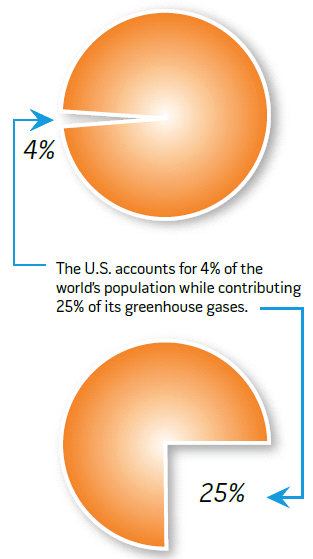 4%
The U.S. accounts for 4% of the
world's population while contributing
25% of its greenhouse gases.
25%